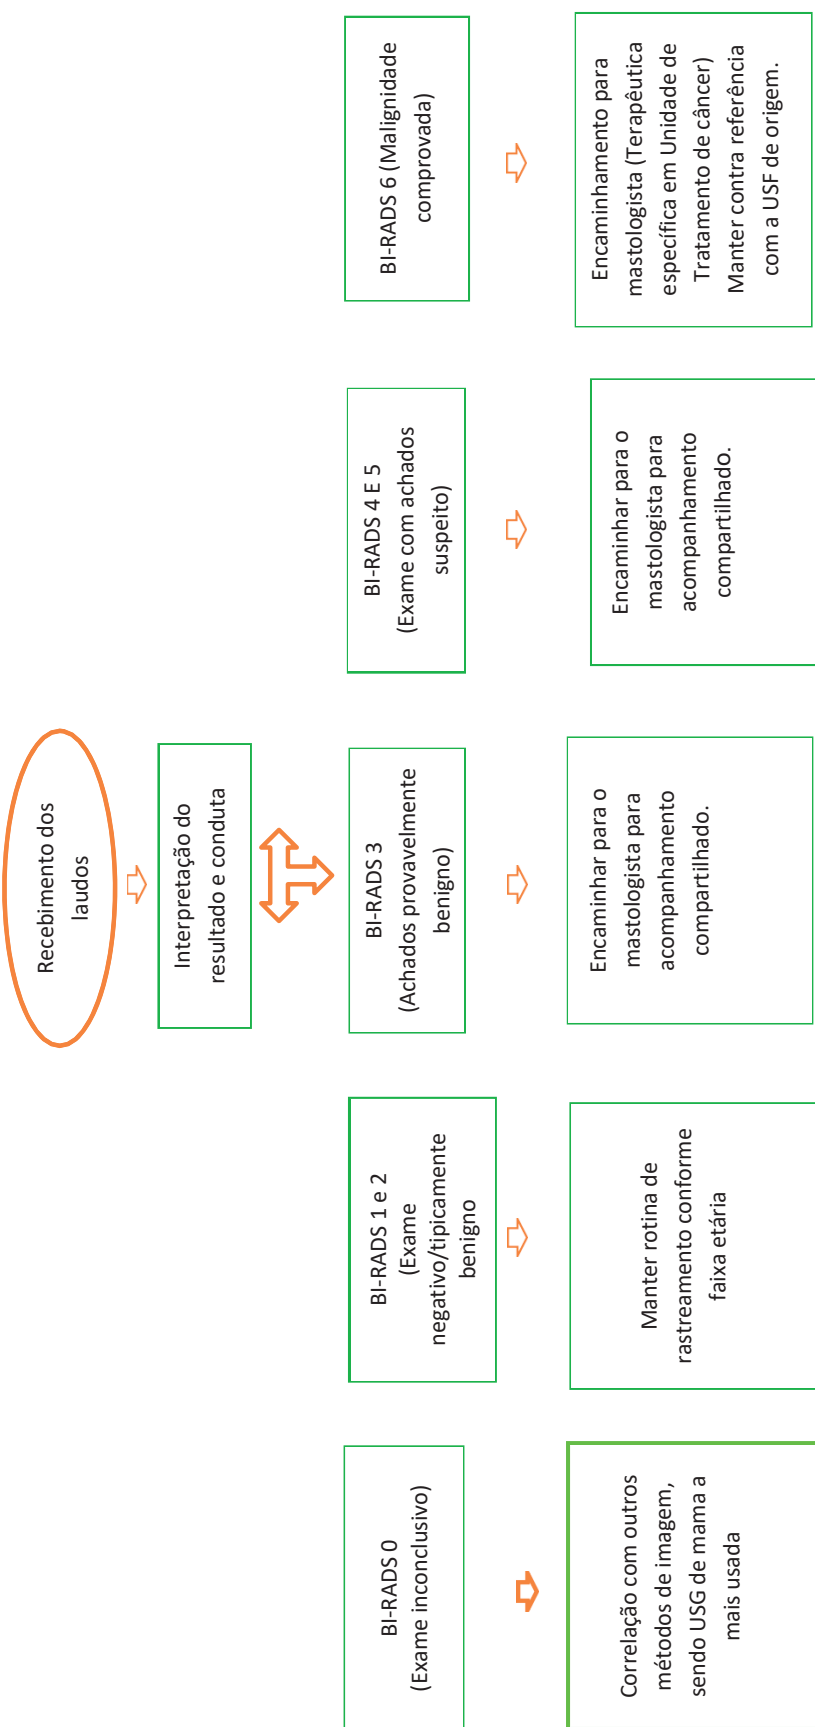 Recebimento dos
laudos
Interpretação do
resultado e conduta
BI-RADS 0
(Exame inconclusivo)
BI-RADS 1 e 2
(Exame
negativo/tipicamente
benigno
BI-RADS 3
(Achados provavelmente
benigno)
BI-RADS 4 E 5
(Exame com achados
suspeito)
BI-RADS 6 (Malignidade
comprovada)
Correlação com outros
métodos de imagem,
sendo USG de mama a
mais usada
Manter rotina de
rastreamento conforme
faixa etária
Encaminhar para o
mastologista para
acompanhamento
compartilhado.
Encaminhar para o
mastologista para
acompanhamento
compartilhado.
Encaminhamento para
mastologista (Terapêutica
específica em Unidade de
Tratamento de câncer)
Manter contra referência
com a USF de origem.